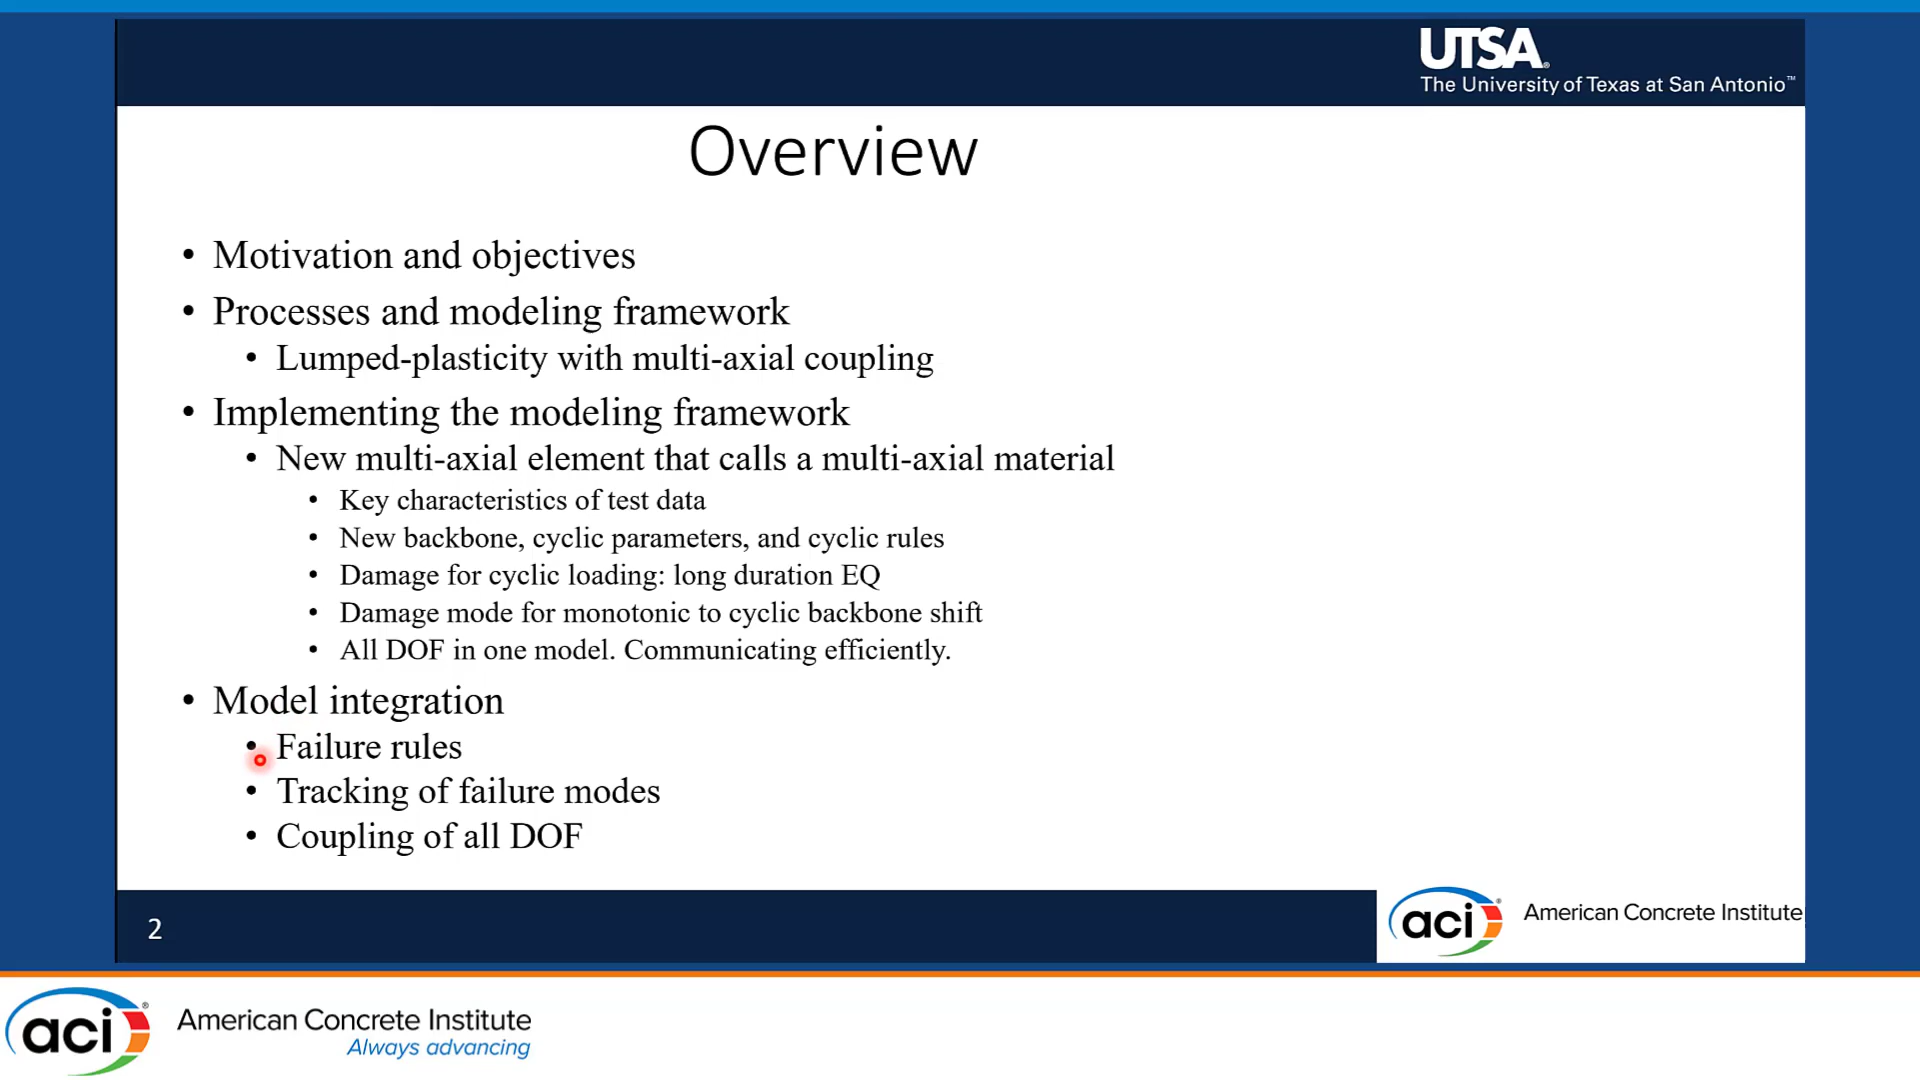 UTSA®
The University of Texas at San Antonio™
Overview
• Motivation and objectives
• Processes and modeling framework
• Lumped-plasticity with multi-axial coupling
• Implementing the modeling framework
• New multi-axial element that calls a multi-axial material
• Key characteristics of test data
• New backbone, cyclic parameters, and cyclic rules
• Damage for cyclic loading: long duration EQ
• Damage mode for monotonic to cyclic backbone shift
• All DOF in one model. Communicating efficiently.
• Model integration
• Failure rules
• Tracking of failure modes
• Coupling of all DOF
2
aci® American Concrete Institute
aci® American Concrete Institute
Always advancing